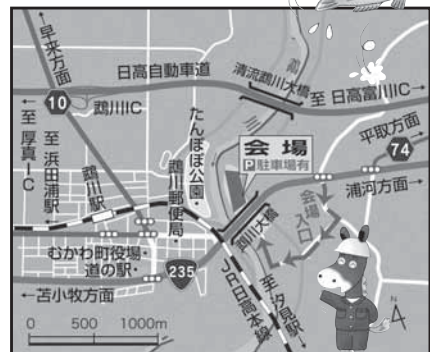 ↑早来方面
日高自動車道
清流鵡川大橋
至 日高富川IC→
10
鵡川IC
← 至 厚真IC
至 浜田浦駅
鵡川駅
たんぽぽ公園・
鵡川郵便局・
鵡川
会場
P駐車場有
平取方面
74
浦河方面→
会場入口
鵡川大橋
むかわ町役場・
道の駅・
235
←苫小牧方面
JR日高本線
至 汐見駅
0 500 1000m
N